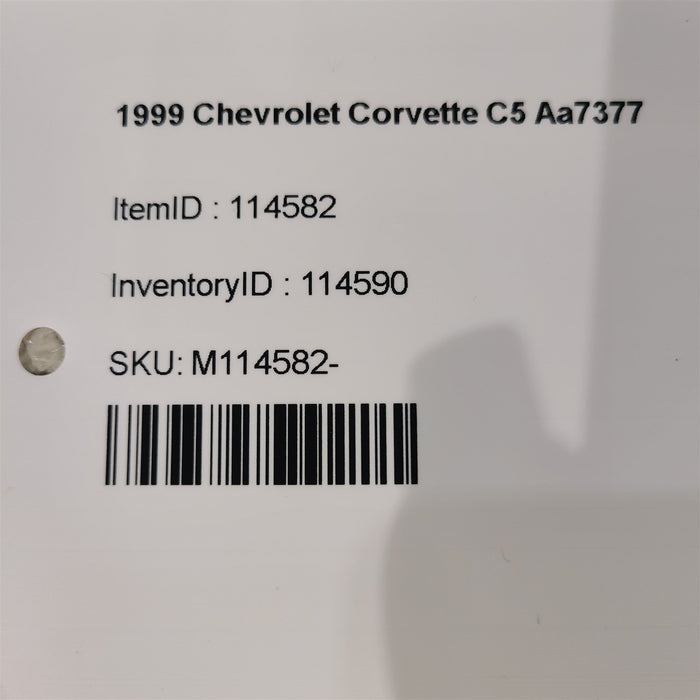 1999 Chevrolet Corvette C5 Aa7377
ItemID : 114582
InventoryID : 114590
SKU: M114582-